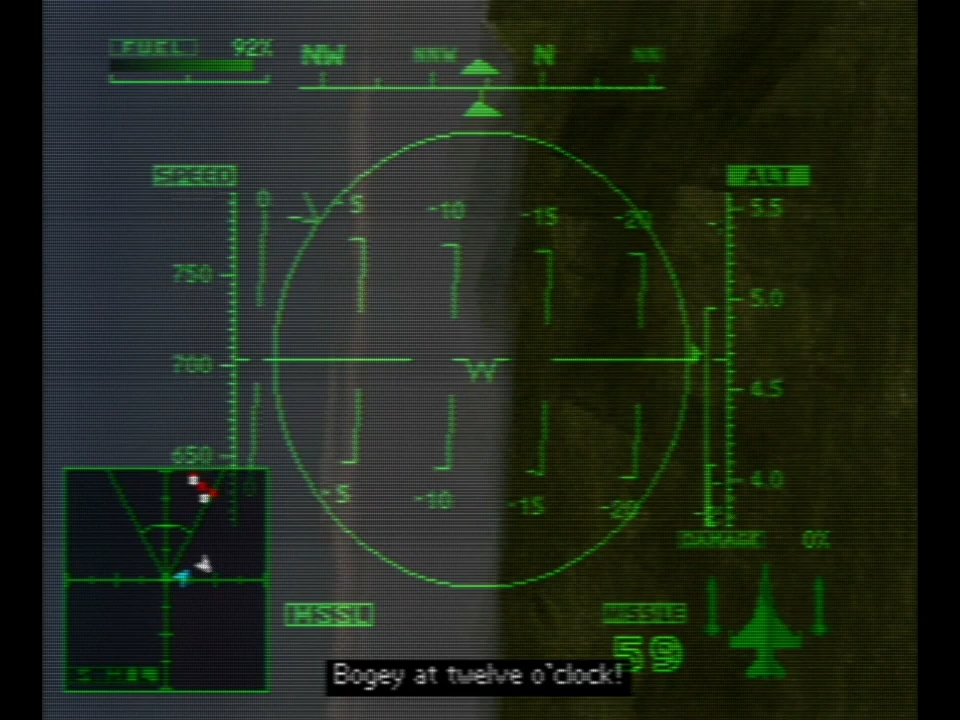 FUEL 92%
NW NNW N
SPEED
ALT
0 -5 -10 -15 -20
5.5
750
5.0
700
W
4.5
650
4.0
-5 -10 -15 -20
DAMAGE 0%
MSSL
MISSILE
59
Bogey at twelve o'clock!